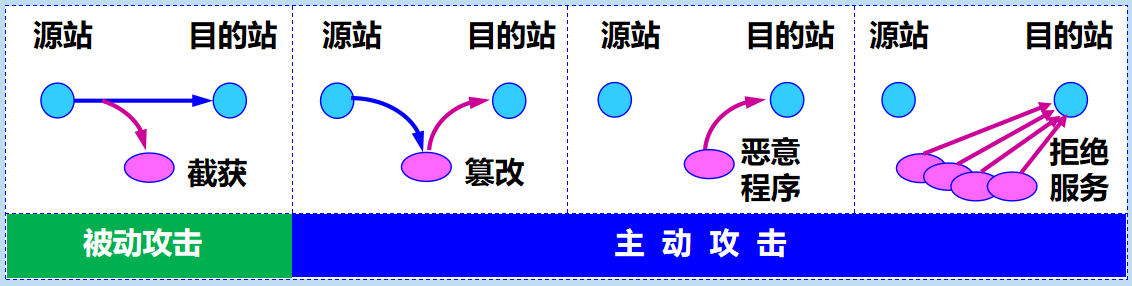 源站 目的站
截获
源站 目的站
篡改
源站 目的站
恶意
程序
源站 目的站
拒绝
服务
被动攻击
主动攻击